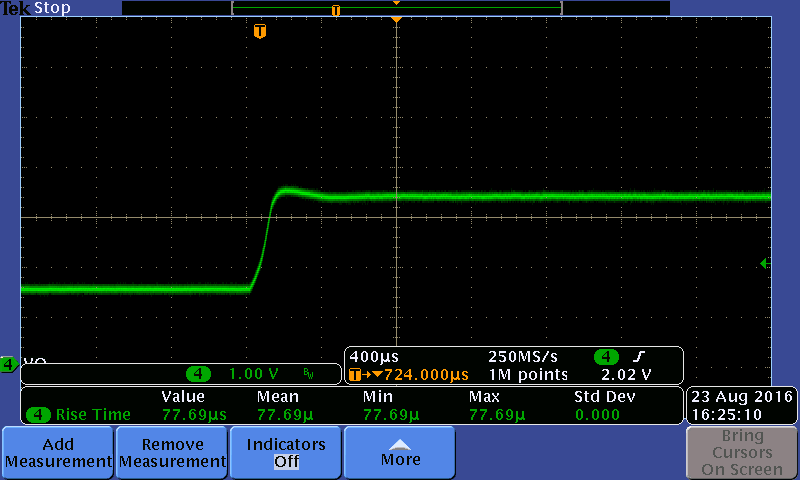 Tek Stop
T
T
4
VO
4 1.00 V BW
400µs 250MS/s 4
T→▼724.000µs 1M points 2.02 V
Value Mean Min Max Std Dev
4 Rise Time 77.69µs 77.69µ 77.69µ 77.69µ 0.000
23 Aug 2016
16:25:10
Add
Measurement
Remove
Measurement
Indicators
Off
More
Bring
Cursors
On Screen